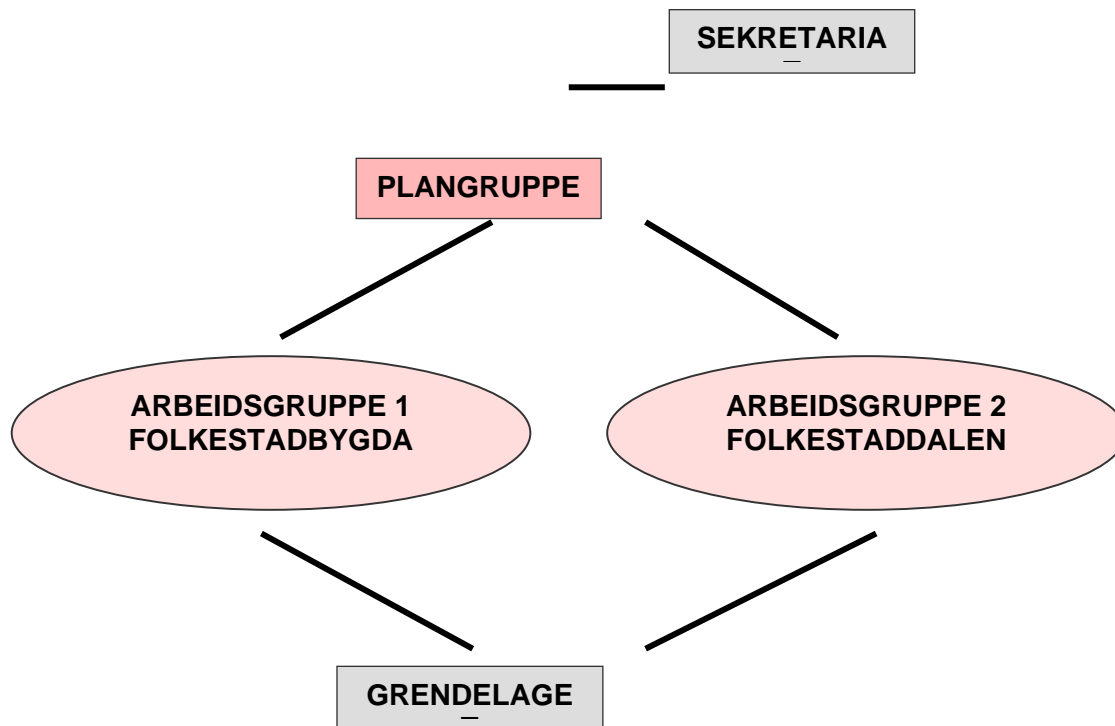 SEKRETARIA
PLANGRUPPE
ARBEIDSGRUPPE 1
FOLKESTADBYGDA
ARBEIDSGRUPPE 2
FOLKESTADDALEN
GRENDELAGE